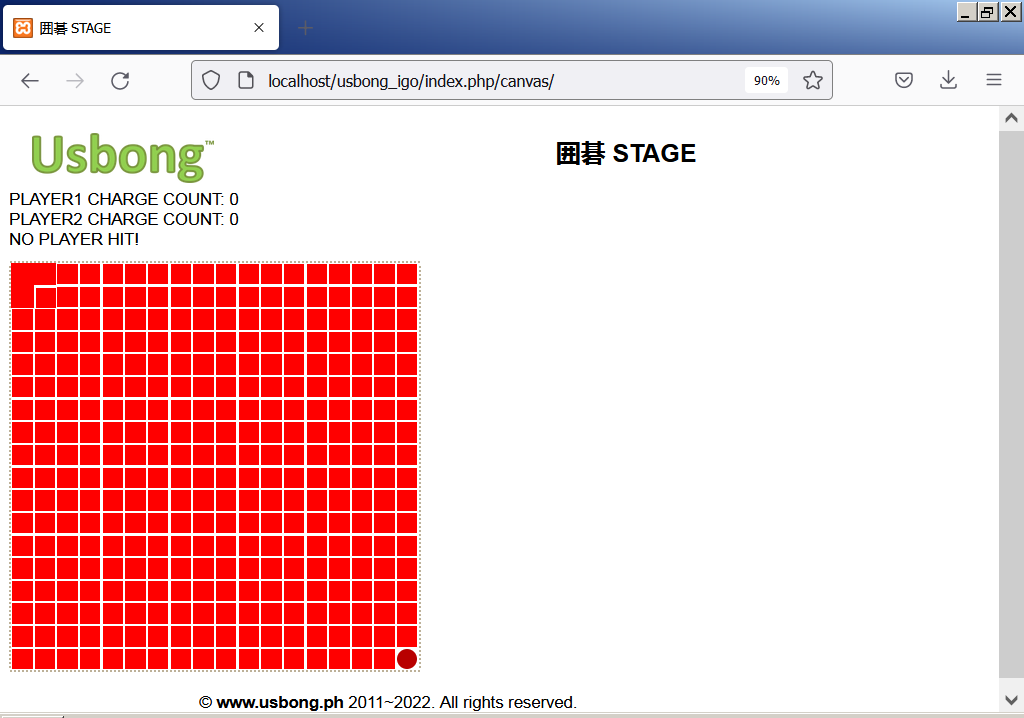 囲碁 STAGE
localhost/usbong_igo/index.php/canvas/
90%
Usbong™
囲碁 STAGE
PLAYER1 CHARGE COUNT: 0
PLAYER2 CHARGE COUNT: 0
NO PLAYER HIT!
© www.usbong.ph 2011~2022. All rights reserved.